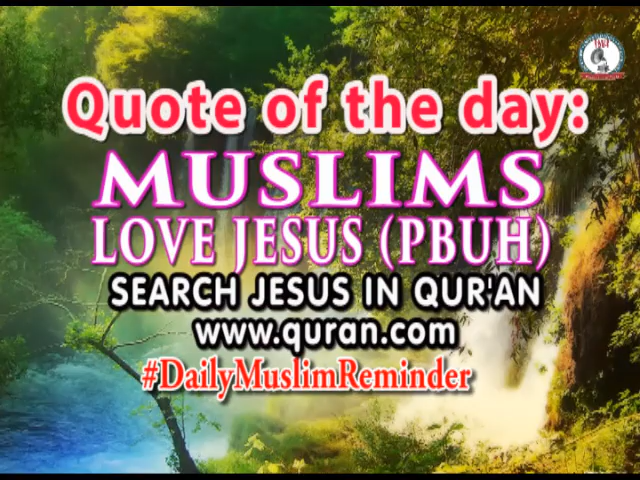 Quote of the day:
MUSLIMS
LOVE JESUS (PBUH)
SEARCH JESUS IN QUR'AN
www.quran.com
#DailyMuslimReminder